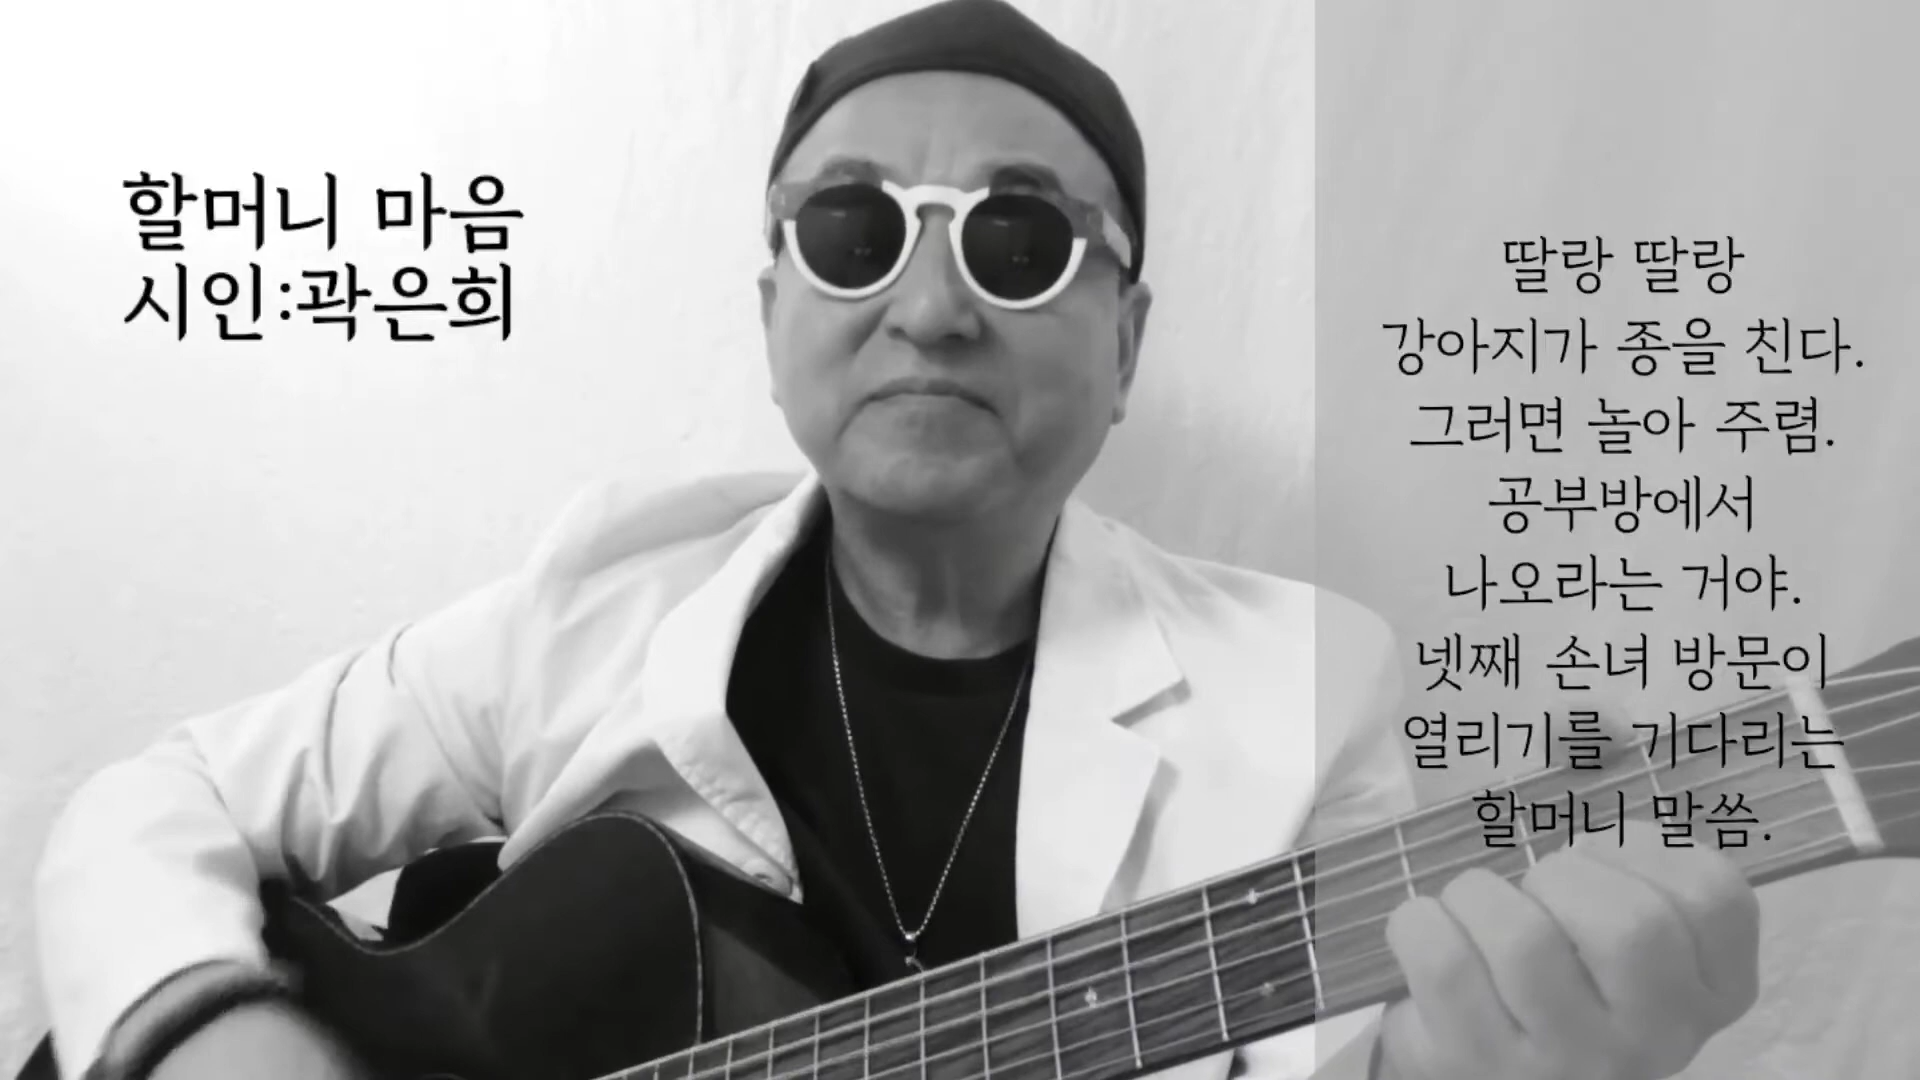 할머니 마음
시인:곽은희
딸랑 딸랑
강아지가 종을 친다.
그러면 놀아 주렴.
공부방에서
나오라는 거야.
넷째 손녀 방문이
열리기를 기다리는
할머니 말씀.